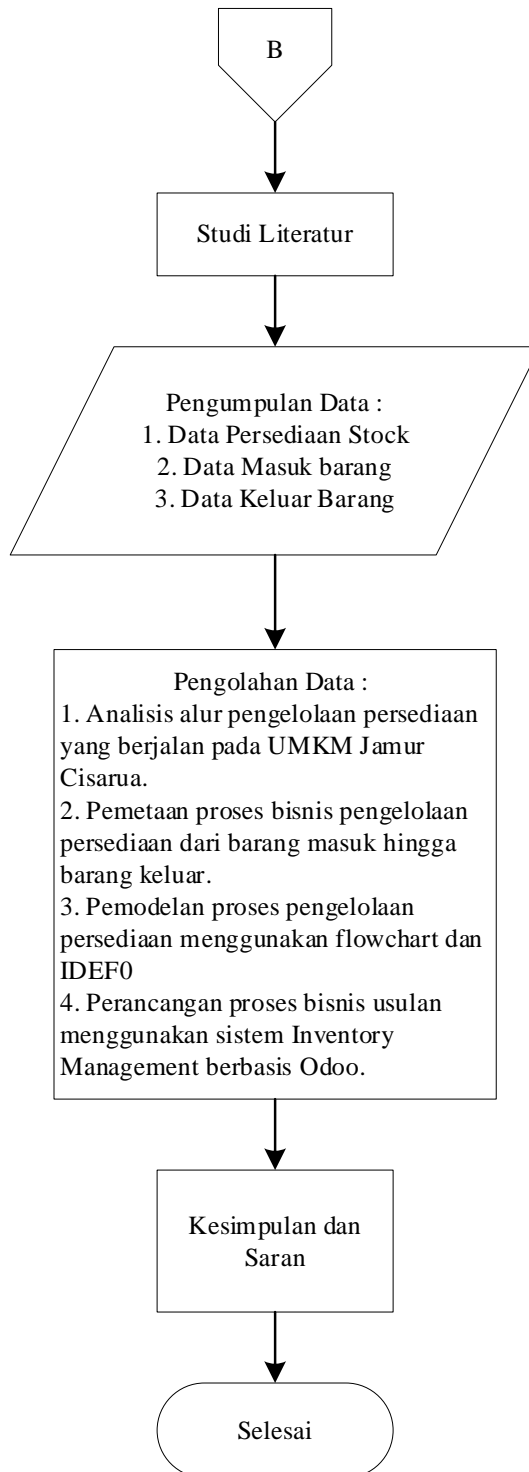 B
Studi Literatur
Pengumpulan Data :
1. Data Persediaan Stock
2. Data Masuk barang
3. Data Keluar Barang
Pengolahan Data :
1. Analisis alur pengelolaan persediaan
yang berjalan pada UMKM Jamur
Cisarua.
2. Pemetaan proses bisnis pengelolaan
persediaan dari barang masuk hingga
barang keluar.
3. Pemodelan proses pengelolaan
persediaan menggunakan flowchart dan
IDEF0
4. Perancangan proses bisnis usulan
menggunakan sistem Inventory
Management berbasis Odoo.
Kesimpulan dan
Saran
Selesai